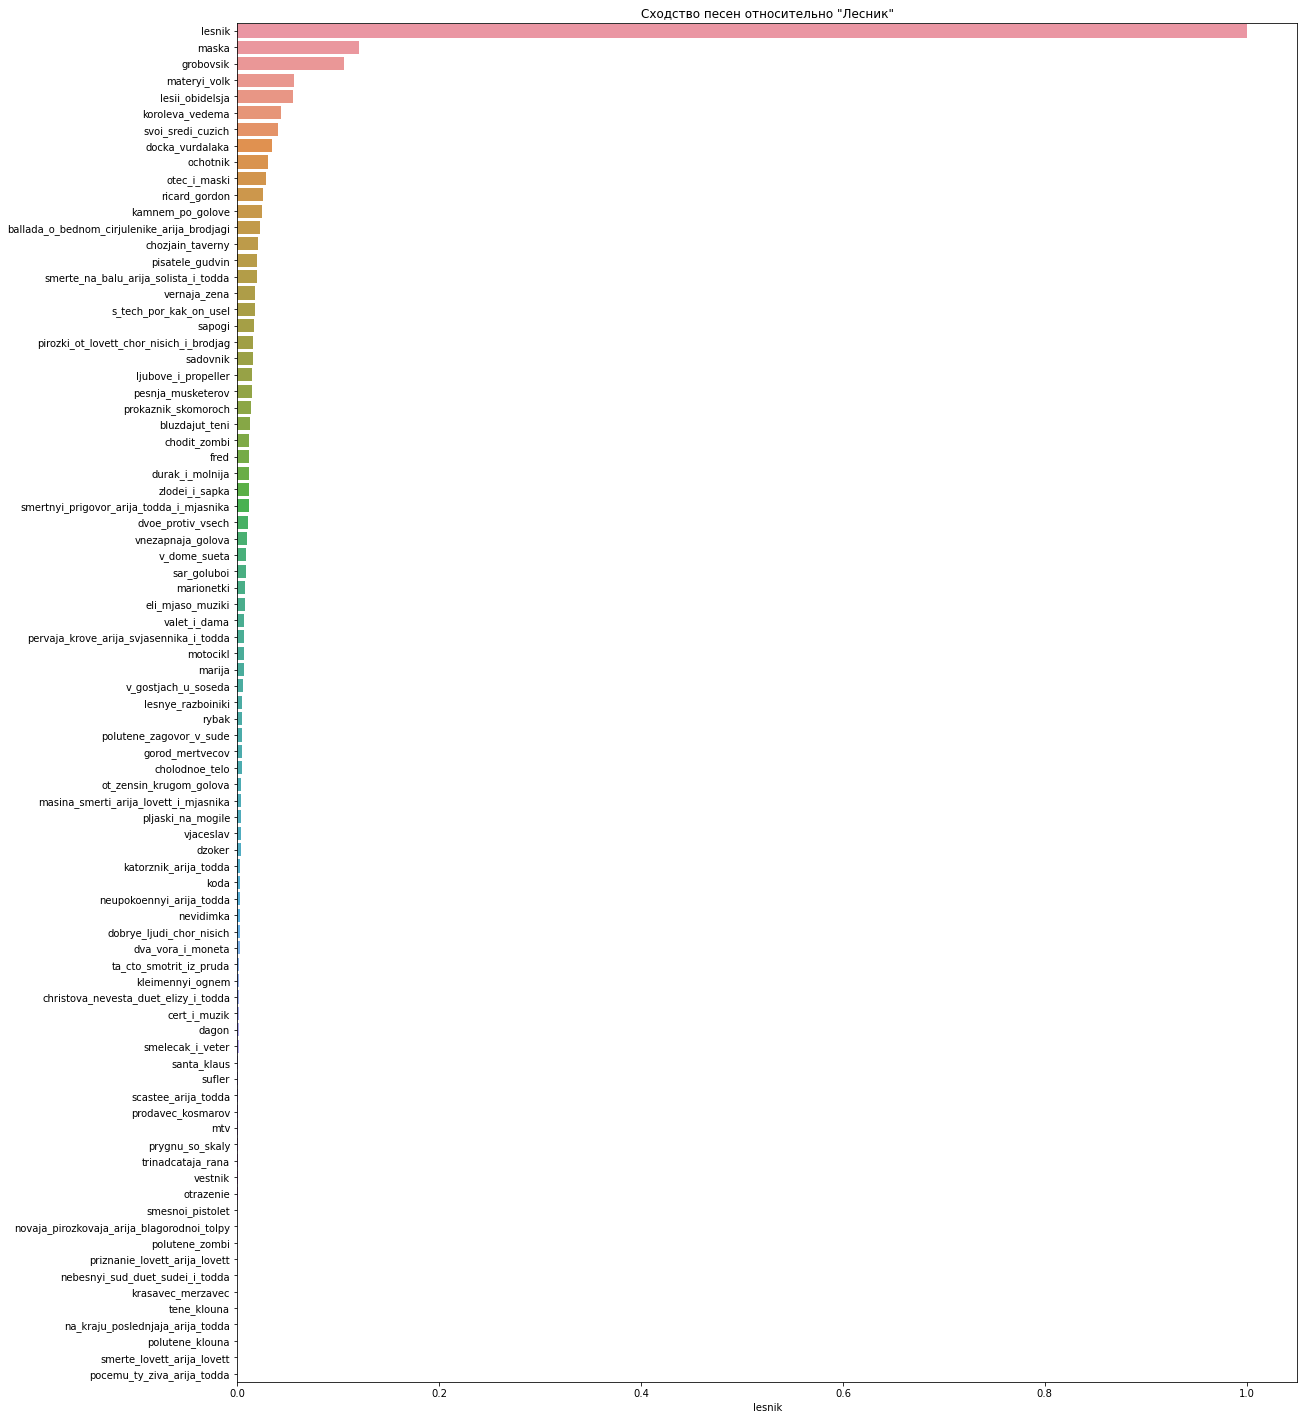 Сходство песен относительно "Лесник"
lesnik
maska
grobovsik
materyi_volk
lesii_obidelsja
koroleva_vedema
svoi_sredi_cuzich
docka_vurdalaka
ochotnik
otec_i_maski
ricard_gordon
kamnem_po_golove
ballada_o_bednom_cirjulenike_arija_brodjagi
chozjain_taverny
pisatele_gudvin
smerte_na_balu_arija_solista_i_todda
vernaja_zena
s_tech_por_kak_on_usel
sapogi
pirozki_ot_lovett_chor_nisich_i_brodjag
sadovnik
ljubove_i_propeller
pesnja_musketerov
prokaznik_skomoroch
bluzdajut_teni
chodit_zombi
fred
durak_i_molnija
zlodei_i_sapka
smertnyi_prigovor_arija_todda_i_mjasnika
dvoe_protiv_vsech
vnezapnaja_golova
v_dome_sueta
sar_goluboi
marionetki
eli_mjaso_muziki
valet_i_dama
pervaja_krove_arija_svjasennika_i_todda
motocikl
marija
v_gostjach_u_soseda
lesnye_razboiniki
rybak
polutene_zagovor_v_sude
gorod_mertvecov
cholodnoe_telo
ot_zensin_krugom_golova
masina_smerti_arija_lovett_i_mjasnika
pljaski_na_mogile
vjaceslav
dzoker
katorznik_arija_todda
koda
neupokoennyi_arija_todda
nevidimka
dobrye_ljudi_chor_nisich
dva_vora_i_moneta
ta_cto_smotrit_iz_pruda
kleimennyi_ognem
christova_nevesta_duet_elizy_i_todda
cert_i_muzik
dagon
smelecak_i_veter
santa_klaus
sufler
scastee_arija_todda
prodavec_kosmarov
mtv
prygnu_so_skaly
trinadcataja_rana
vestnik
otrazenie
smesnoi_pistolet
novaja_pirozkovaja_arija_blagorodnoi_tolpy
polutene_zombi
priznanie_lovett_arija_lovett
nebesnyi_sud_duet_sudei_i_todda
krasavec_merzavec
tene_klouna
na_kraju_poslednjaja_arija_todda
polutene_klouna
smerte_lovett_arija_lovett
pocemu_ty_ziva_arija_todda
0.0 0.2 0.4 0.6 0.8 1.0
lesnik